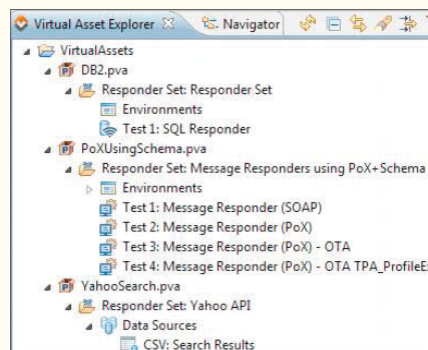 Virtual Asset Explorer Navigator
VirtualAssets
DB2.pva
Responder Set: Responder Set
Environments
Test 1: SQL Responder
PoXUsingSchema.pva
Responder Set: Message Responders using PoX+Schema
Environments
Test 1: Message Responder (SOAP)
Test 2: Message Responder (PoX)
Test 3: Message Responder (PoX) - OTA
Test 4: Message Responder (PoX) - OTA TPA_ProfileE
YahooSearch.pva
Responder Set: Yahoo API
Data Sources
CSV: Search Results